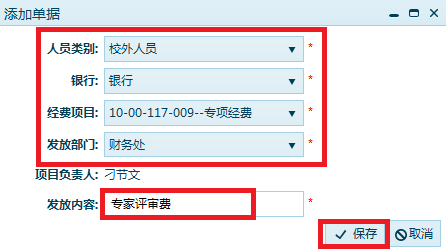 添加单据
人员类别: 校外人员 *
银行: 银行 *
经费项目: 10-00-117-009--专项经费 *
发放部门: 财务处 *
项目负责人: 刁节文
发放内容: 专家评审费 *
保存 取消